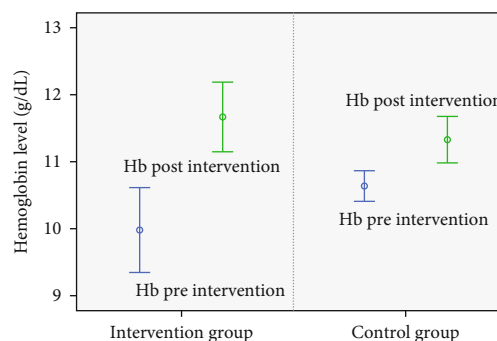 Hemoglobin level (g/dL)
13
12
11
10
9
Hb post intervention
Hb pre intervention
Hb post intervention
Hb pre intervention
Intervention group
Control group